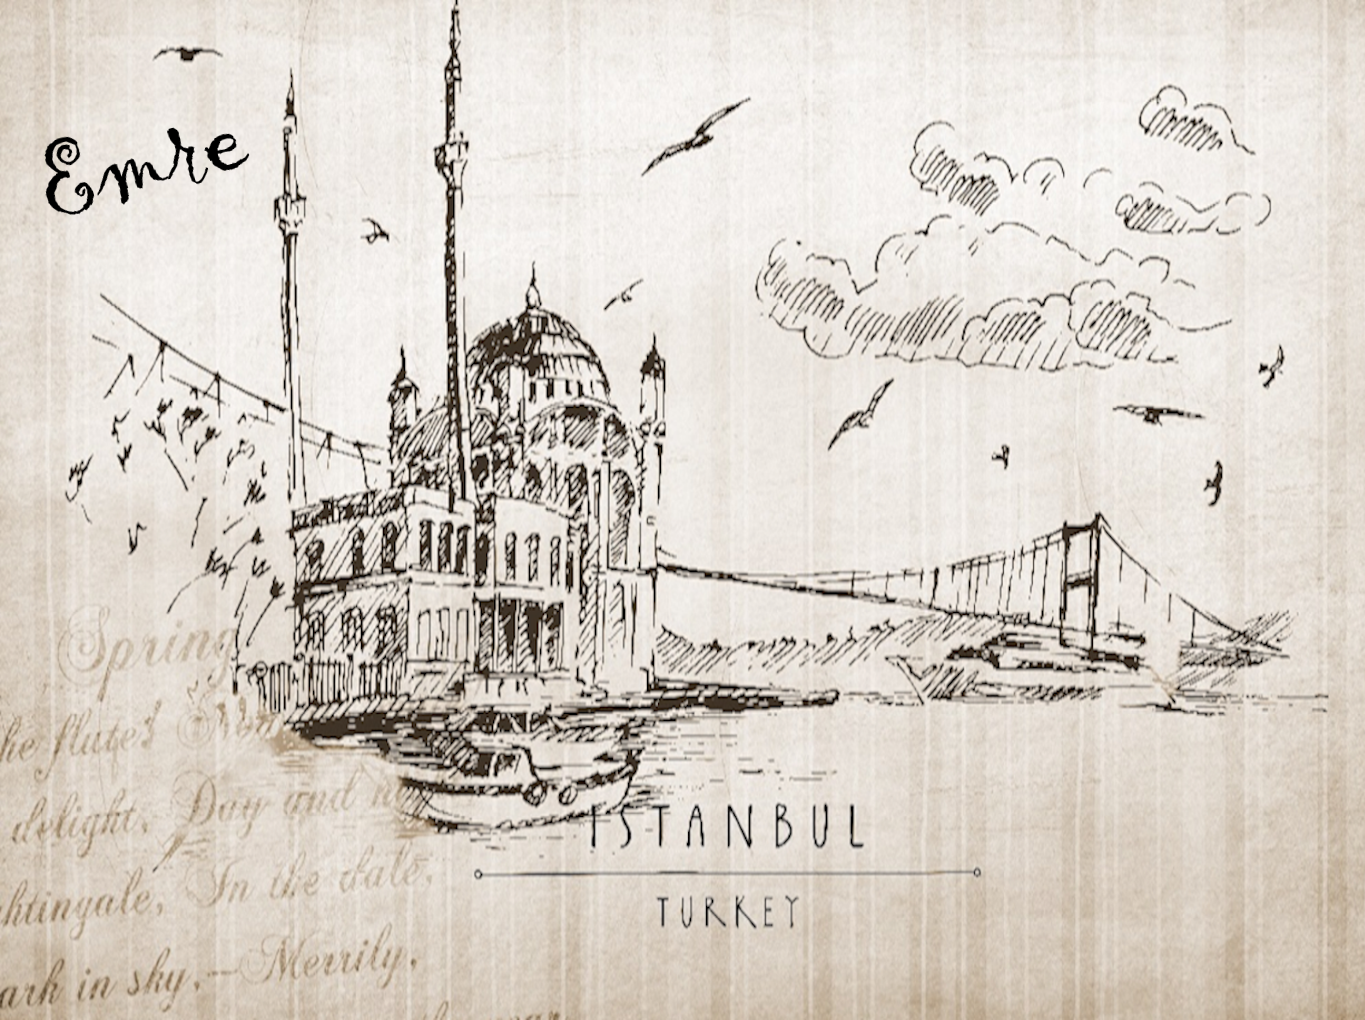 Emre
Spring
he flute!
delight, Day and
htingale, In the dale,
ark in sky,— Merrily,
ISTANBUL
TURKEY